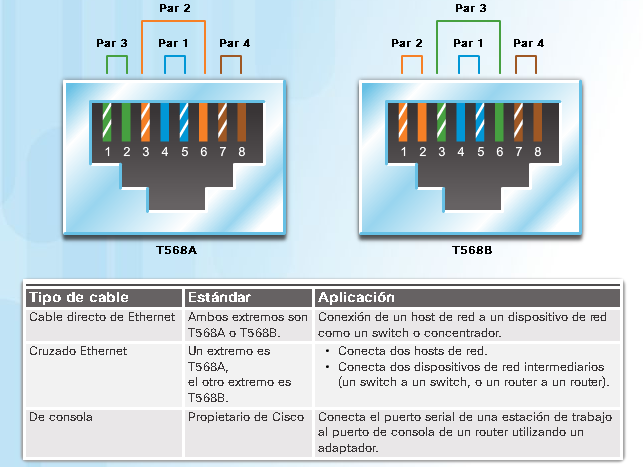 Par 2
Par 3 Par 1 Par 4
1 2 3 4 5 6 7 8
T568A
Par 3
Par 2 Par 1 Par 4
1 2 3 4 5 6 7 8
T568B
Tipo de cable Estándar Aplicación
Cable directo de Ethernet
Ambos extremos son
T568A o T568B.
Conexión de un host de red a un dispositivo de red
como un switch o concentrador.
Cruzado Ethernet
Un extremo es
T568A,
el otro extremo es
T568B.
• Conecta dos hosts de red.
• Conecta dos dispositivos de red intermediarios
(un switch a un switch, o un router a un router).
De consola
Propietario de Cisco
Conecta el puerto serial de una estación de trabajo
al puerto de consola de un router utilizando un
adaptador.